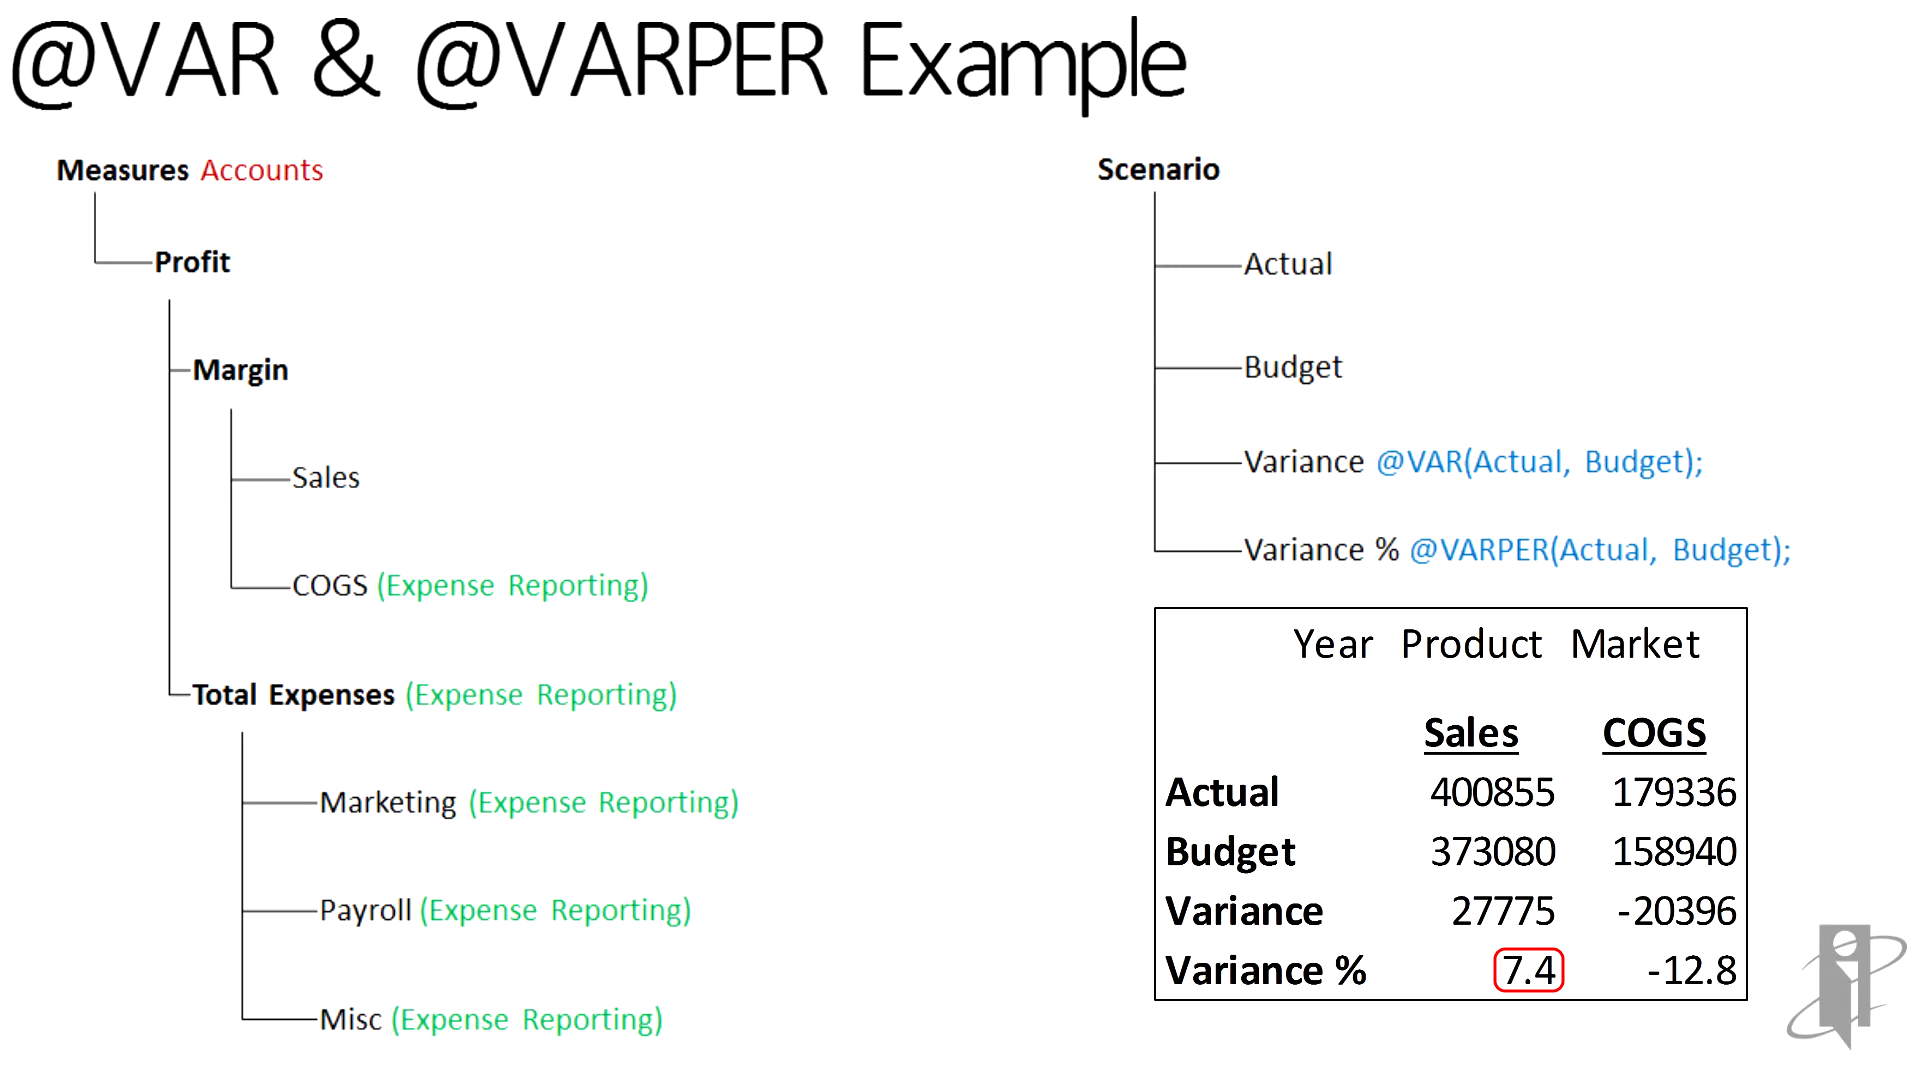 @VAR & @VARPER Example
Measures Accounts
Profit
Margin
Sales
COGS (Expense Reporting)
Total Expenses (Expense Reporting)
Marketing (Expense Reporting)
Payroll (Expense Reporting)
Misc (Expense Reporting)
Scenario
Actual
Budget
Variance @VAR(Actual, Budget);
Variance % @VARPER(Actual, Budget);
Year Product Market
Sales COGS
Actual 400855 179336
Budget 373080 158940
Variance 27775 -20396
Variance % 7.4 -12.8